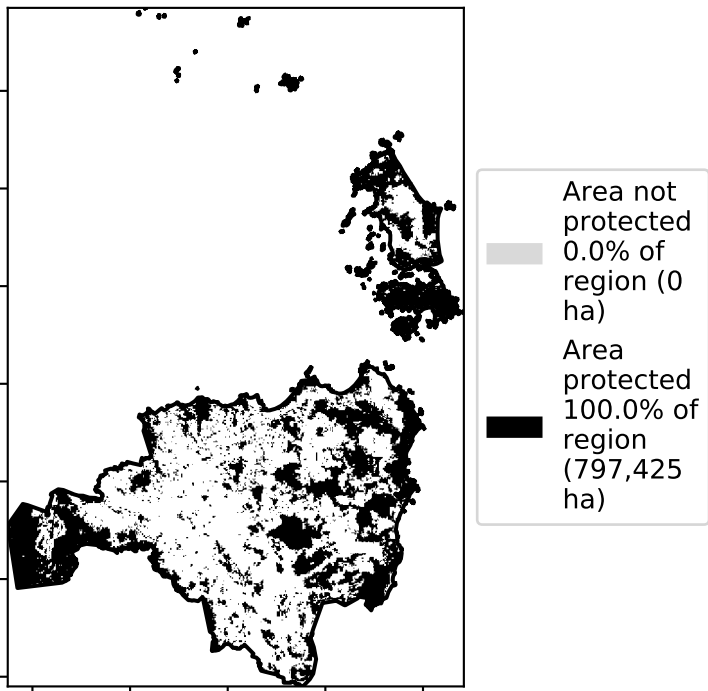 Area not
protected
0.0% of
region (0
ha)
Area
protected
100.0% of
region
(797,425
ha)